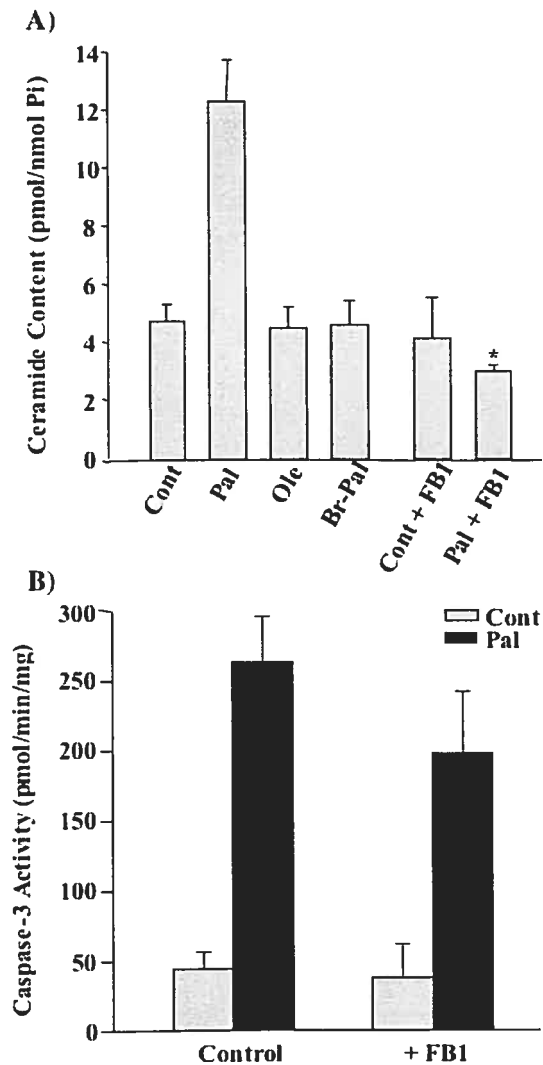 A)
Ceramide Content (pmol/nmol Pi)
14
12
10
8
6
4
2
0
Cont
Pal
Ole
Br-Pal
Cont + FB1
Pal + FB1
*
B)
Caspase-3 Activity (pmol/min/mg)
300
250
200
150
100
50
0
Cont
Pal
Control
+ FB1